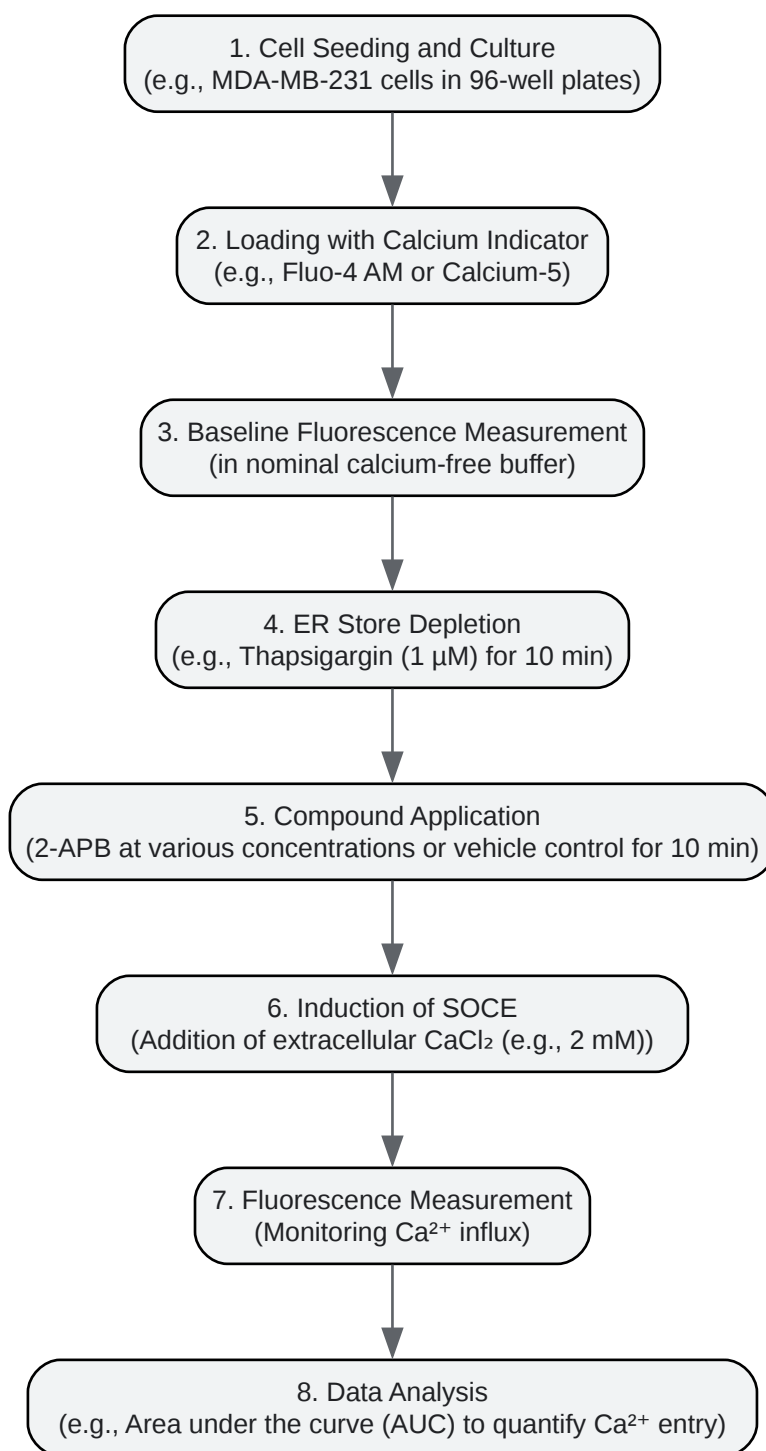 1. Cell Seeding and Culture
(e.g., MDA-MB-231 cells in 96-well plates)
2. Loading with Calcium Indicator
(e.g., Fluo-4 AM or Calcium-5)
3. Baseline Fluorescence Measurement
(in nominal calcium-free buffer)
4. ER Store Depletion
(e.g., Thapsigargin (1 µM) for 10 min)
5. Compound Application
(2-APB at various concentrations or vehicle control for 10 min)
6. Induction of SOCE
(Addition of extracellular CaCl₂ (e.g., 2 mM))
7. Fluorescence Measurement
(Monitoring Ca²⁺ influx)
8. Data Analysis
(e.g., Area under the curve (AUC) to quantify Ca²⁺ entry)